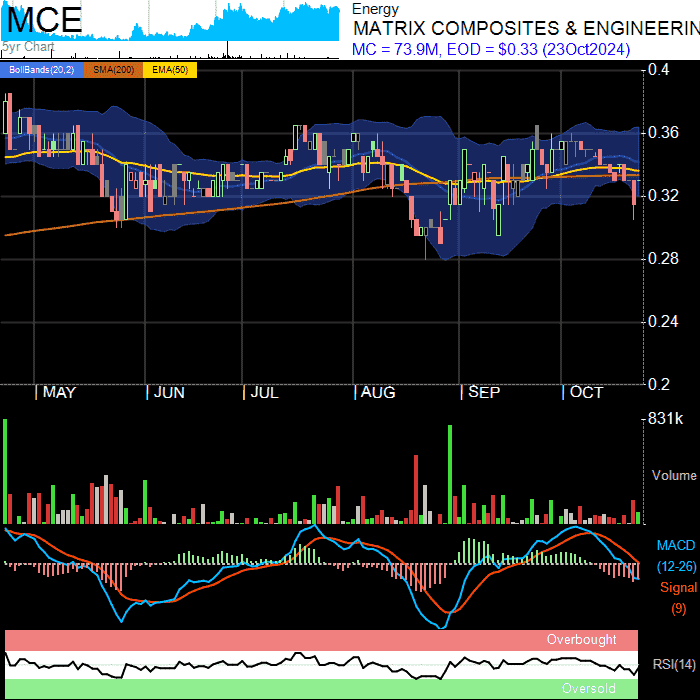 MCE
5yr Chart
Energy
MATRIX COMPOSITES & ENGINEERIN
MC = 73.9M, EOD = $0.33 (23Oct2024)
BollBands(20,2) SMA(200) EMA(50)
0.4
0.36
0.32
0.28
0.24
0.2
MAY JUN JUL AUG SEP OCT
831k
Volume
MACD
(12-26)
Signal
(9)
Overbought
RSI(14)
Oversold